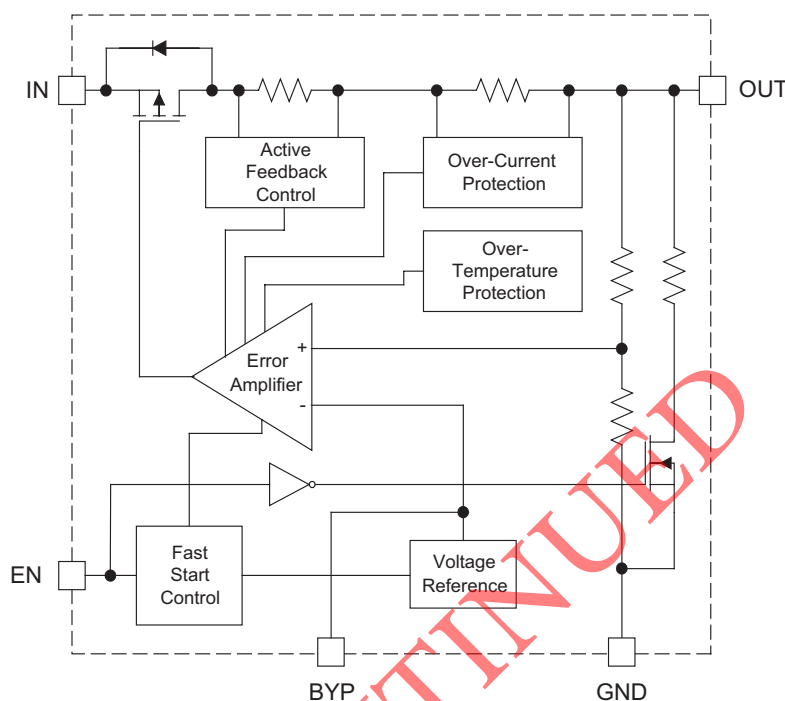 IN
OUT
Active
Feedback
Control
Over-Current
Protection
Over-
Temperature
Protection
+
Error
Amplifier
-
EN
Fast
Start
Control
Voltage
Reference
BYP
GND
TINUED